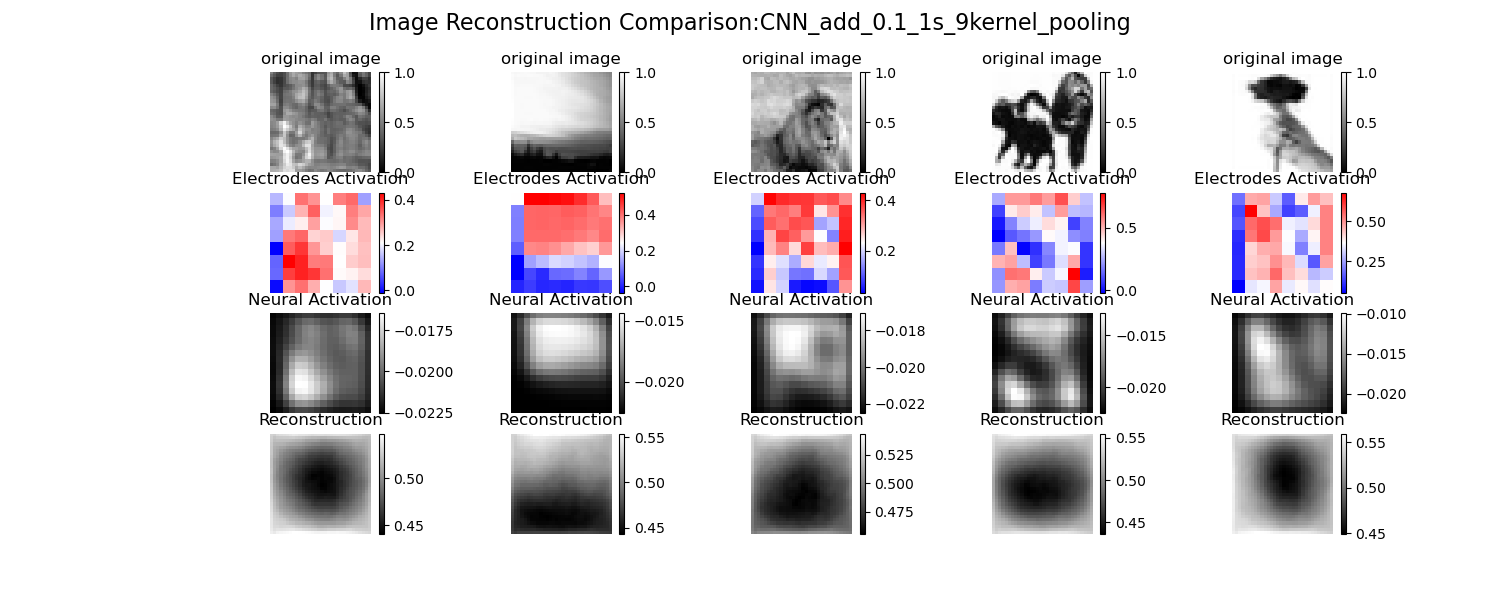 Image Reconstruction Comparison:CNN_add_0.1_1s_9kernel_pooling
original image original image original image original image original image
1.0 1.0 1.0 1.0 1.0
0.5 0.5 0.5 0.5 0.5
0.0 0.0 0.0 0.0 0.0
Electrodes Activation Electrodes Activation Electrodes Activation Electrodes Activation Electrodes Activation
0.4 0.4 0.4 0.5 0.50
0.2 0.2 0.2 0.0 0.25
0.0 0.0
Neural Activation Neural Activation Neural Activation Neural Activation Neural Activation
−0.0175 −0.015 −0.018 −0.015 −0.010
−0.0200 −0.020 −0.020 −0.020 −0.015
−0.0225 −0.022 −0.020
Reconstruction Reconstruction Reconstruction Reconstruction Reconstruction
0.50 0.55 0.525 0.55 0.55
0.45 0.50 0.500 0.50 0.50
0.45 0.475 0.45 0.45